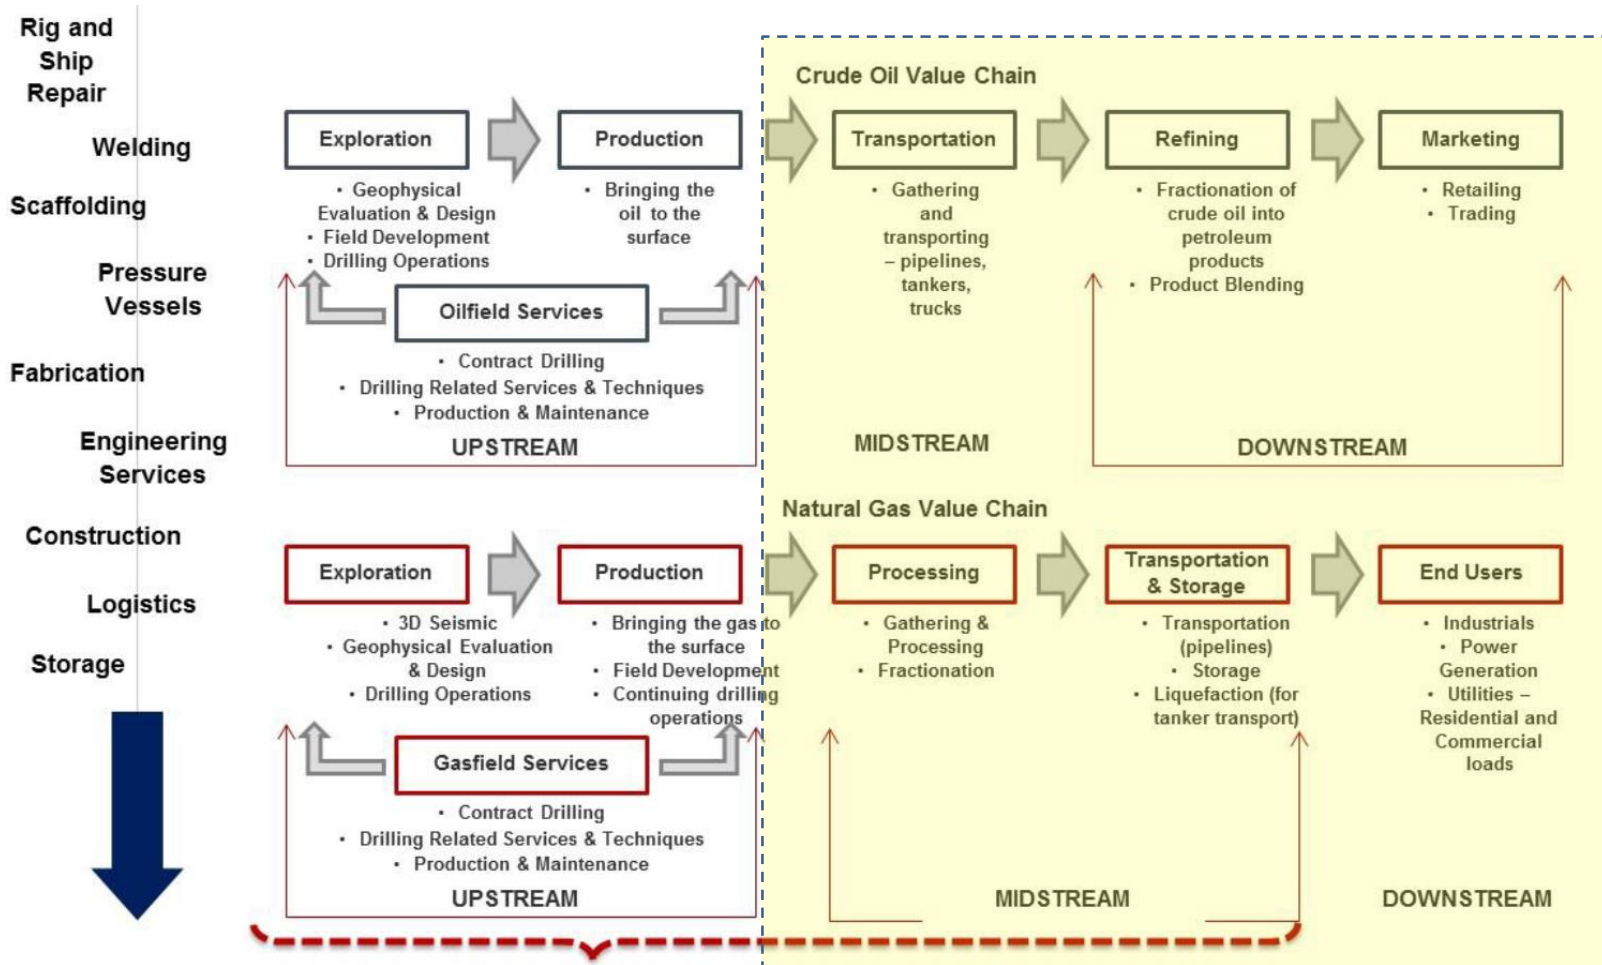 Rig and
Ship
Repair
Welding
Scaffolding
Pressure
Vessels
Fabrication
Engineering
Services
Construction
Logistics
Storage
Crude Oil Value Chain
Exploration
• Geophysical
Evaluation & Design
• Field Development
• Drilling Operations
Production
• Bringing the
oil to the
surface
Transportation
• Gathering
and
transporting
– pipelines,
tankers,
trucks
Refining
• Fractionation of
crude oil into
petroleum
products
• Product Blending
Marketing
• Retailing
• Trading
Oilfield Services
• Contract Drilling
• Drilling Related Services & Techniques
• Production & Maintenance
UPSTREAM
MIDSTREAM
DOWNSTREAM
Natural Gas Value Chain
Exploration
• 3D Seismic
• Geophysical Evaluation
& Design
• Drilling Operations
Production
• Bringing the gas to
the surface
• Field Development
• Continuing drilling
operations
Processing
• Gathering &
Processing
• Fractionation
Transportation
& Storage
• Transportation
(pipelines)
• Storage
• Liquefaction (for
tanker transport)
End Users
• Industrials
• Power
Generation
• Utilities –
Residential and
Commercial
loads
Gasfield Services
• Contract Drilling
• Drilling Related Services & Techniques
• Production & Maintenance
UPSTREAM
MIDSTREAM
DOWNSTREAM